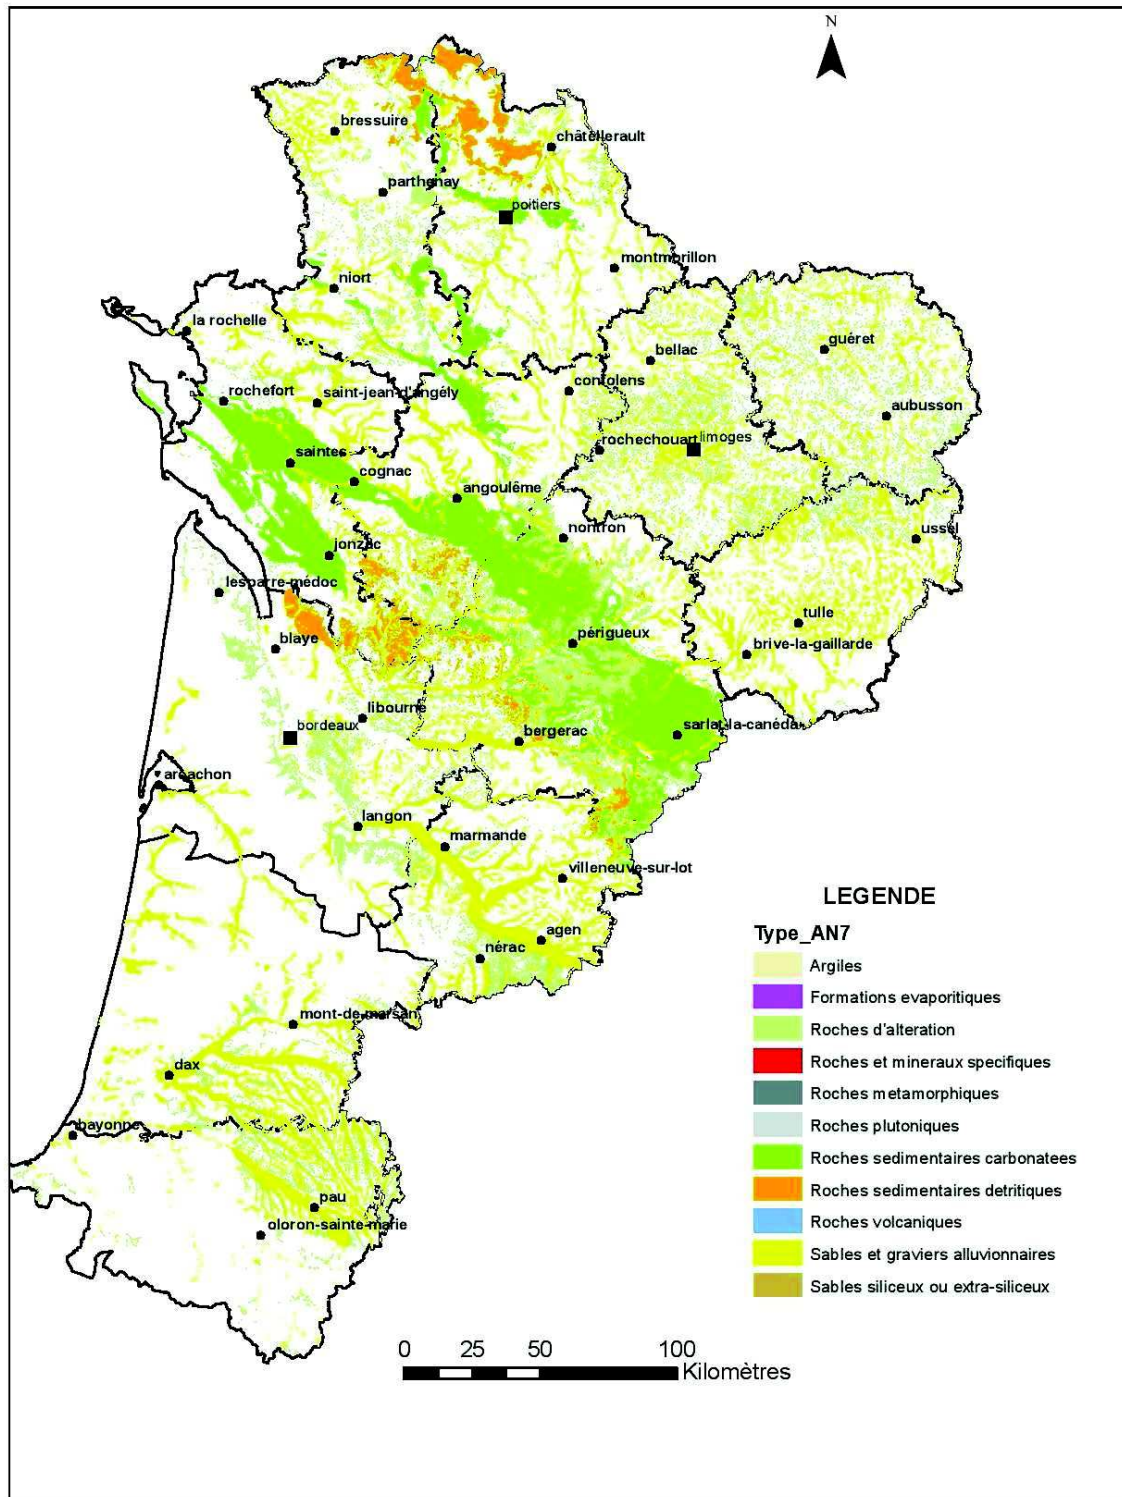 N
bressuire
châtellerault
parthenay
poitiers
montmorillon
niort
la rochelle
guéret
bellac
rochefort
saint-jean-d'angély
confolens
aubusson
rochechouart
limoges
saintes
cognac
angoulême
nontron
ussel
jonzac
lesparre-médoc
tulle
blaye
périgueux
brive-la-gaillarde
libourne
bordeaux
bergerac
sarlat-la-canéda
arcachon
langon
marmande
villeneuve-sur-lot
agen
nérac
mont-de-marsan
dax
bayonne
pau
oloron-sainte-marie
LEGENDE
Type_AN7
Argiles
Formations evaporitiques
Roches d'alteration
Roches et mineraux specifiques
Roches metamorphiques
Roches plutoniques
Roches sedimentaires carbonatees
Roches sedimentaires detritiques
Roches volcaniques
Sables et graviers alluvionnaires
Sables siliceux ou extra-siliceux
0 25 50 100
Kilomètres